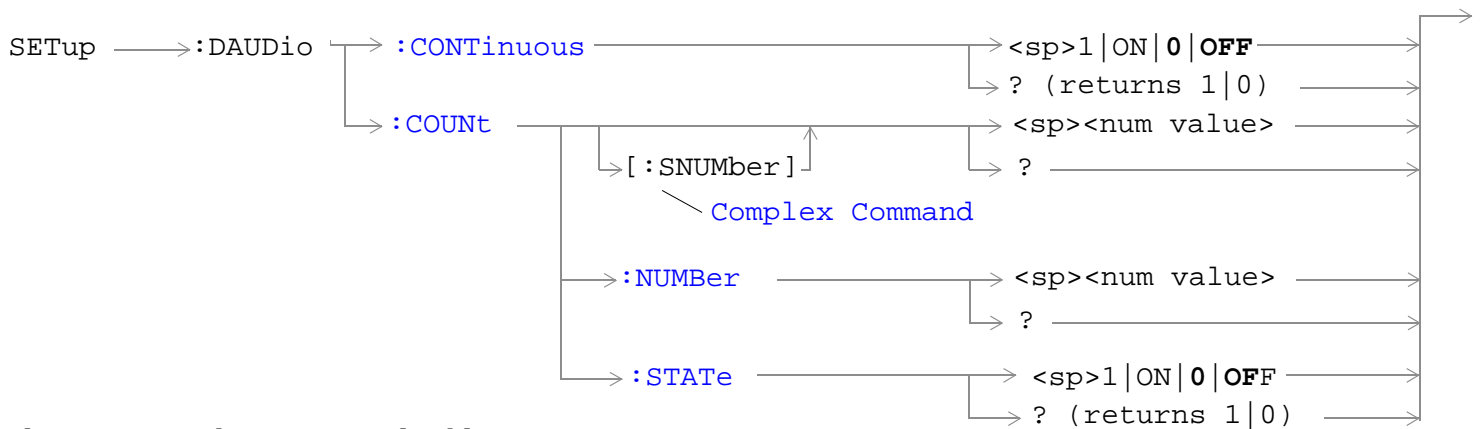 SETup :DAUDio :CONTinuous <sp>1|ON|0|OFF
? (returns 1|0)
:COUNt <sp><num value>
[:SNUMber] ?
Complex Command
:NUMBer <sp><num value>
?
:STATe <sp>1|ON|0|OFF
? (returns 1|0)